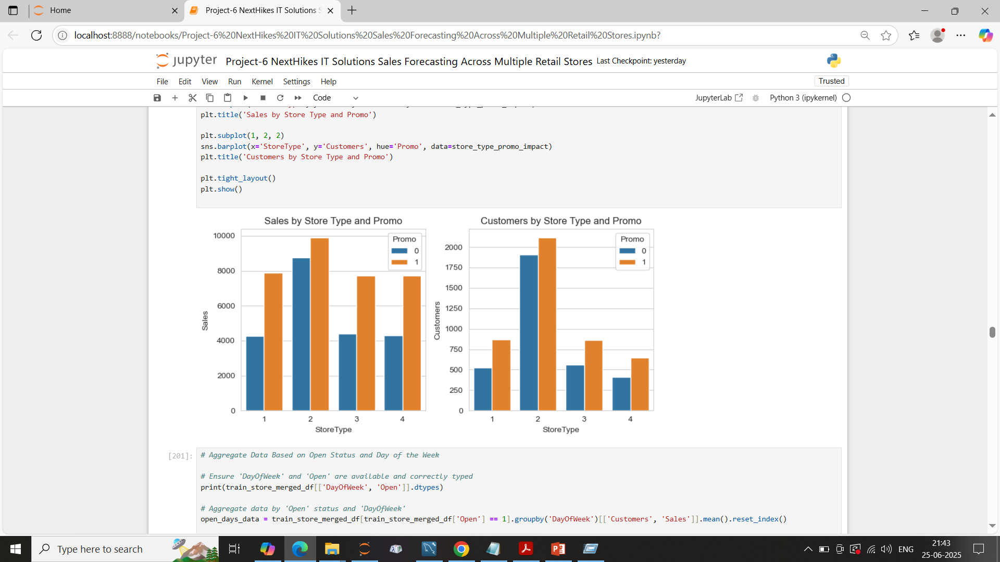 Home
Project-6 NextHikes IT Solutions S
localhost:8888/notebooks/Project-6%20NextHikes%20IT%20Solutions%20Sales%20Forecasting%20Across%20Multiple%20Retail%20Stores.ipynb?
jupyter Project-6 NextHikes IT Solutions Sales Forecasting Across Multiple Retail Stores Last Checkpoint: yesterday
File Edit View Run Kernel Settings Help
Trusted
Code
JupyterLab Python 3 (ipykernel)
plt.title('Sales by Store Type and Promo')
plt.subplot(1, 2, 2)
sns.barplot(x='StoreType', y='Customers', hue='Promo', data=store_type_promo_impact)
plt.title('Customers by Store Type and Promo')
plt.tight_layout()
plt.show()
Sales by Store Type and Promo
10000
8000
6000
4000
2000
0
Sales
Promo
0
1
1 2 3 4
StoreType
Customers by Store Type and Promo
2000
1750
1500
1250
1000
750
500
250
0
Customers
Promo
0
1
1 2 3 4
StoreType
[201]:
# Aggregate Data Based on Open Status and Day of the Week
# Ensure 'DayOfWeek' and 'Open' are available and correctly typed
print(train_store_merged_df[['DayOfWeek', 'Open']].dtypes)
# Aggregate data by 'Open' status and 'DayOfWeek'
open_days_data = train_store_merged_df[train_store_merged_df['Open'] == 1].groupby('DayOfWeek')[['Customers', 'Sales']].mean().reset_index()
Type here to search
ENG
21:43
25-06-2025